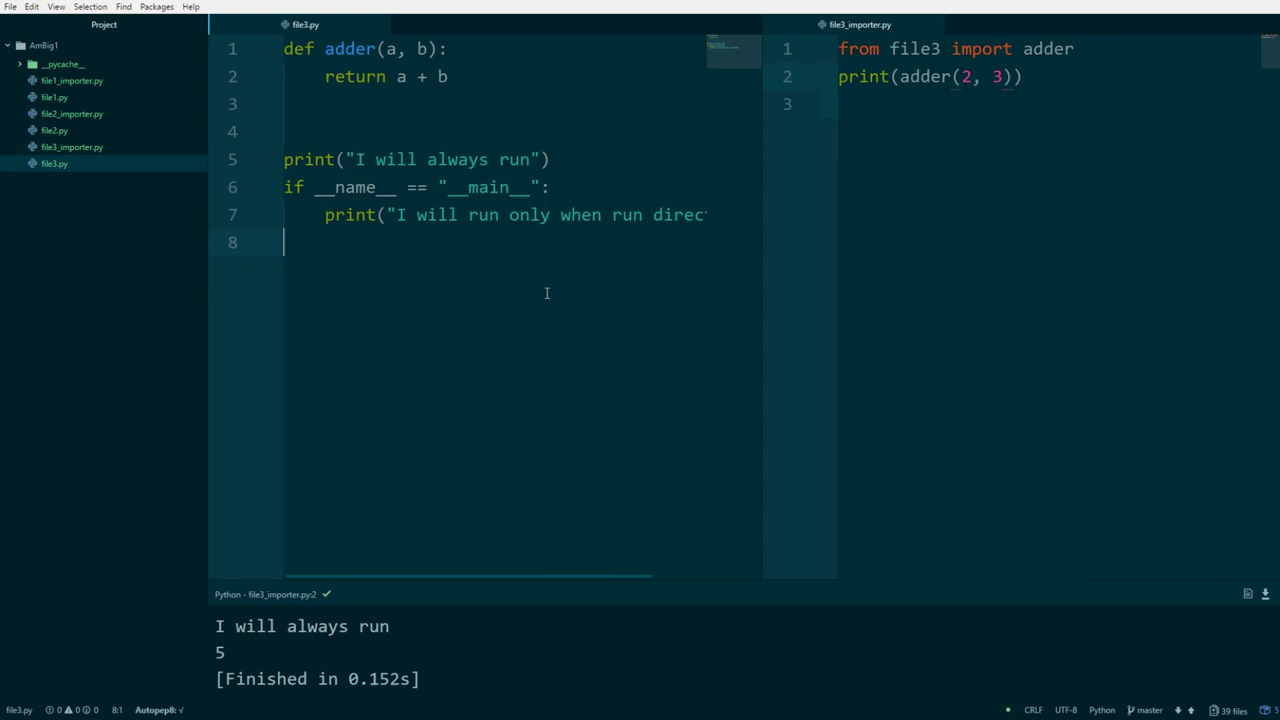 File Edit View Selection Find Packages Help
Project
AmBig1
__pycache__
file1_importer.py
file1.py
file2_importer.py
file2.py
file3_importer.py
file3.py
file3.py
1 def adder(a, b):
2 return a + b
3
4
5 print("I will always run")
6 if __name__ == "__main__":
7 print("I will run only when run direc
8
file3_importer.py
1 from file3 import adder
2 print(adder(2, 3))
3
Python - file3_importer.py:2
I will always run
5
[Finished in 0.152s]
file3.py 0 0 0 8:1 Autopep8: √ CRLF UTF-8 Python master 39 files 5